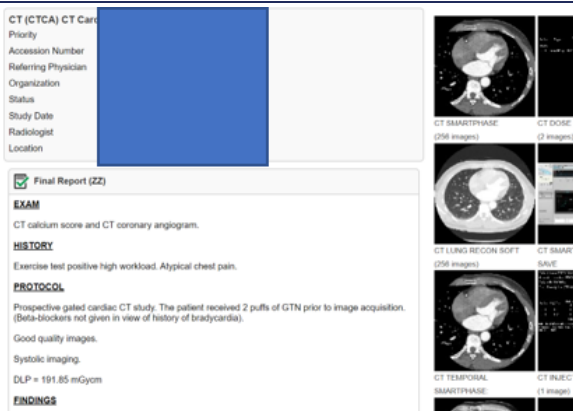 CT (CTCA) CT Card
Priority
Accession Number
Referring Physician
Organization
Status
Study Date
Radiologist
Location
Final Report (ZZ)
EXAM
CT calcium score and CT coronary angiogram.
HISTORY
Exercise test positive high workload. Atypical chest pain.
PROTOCOL
Prospective gated cardiac CT study. The patient received 2 puffs of GTN prior to image acquisition.
(Beta-blockers not given in view of history of bradycardia).
Good quality images.
Systolic imaging.
DLP = 191.85 mGycm
FINDINGS
CT SMARTPHASE
(256 images)
CT DOSE
(2 images)
CT LUNG RECON SOFT
(256 images)
CT SMAR
SAVE
CT TEMPORAL
SMARTPHASE
CT INJEC
(1 image)